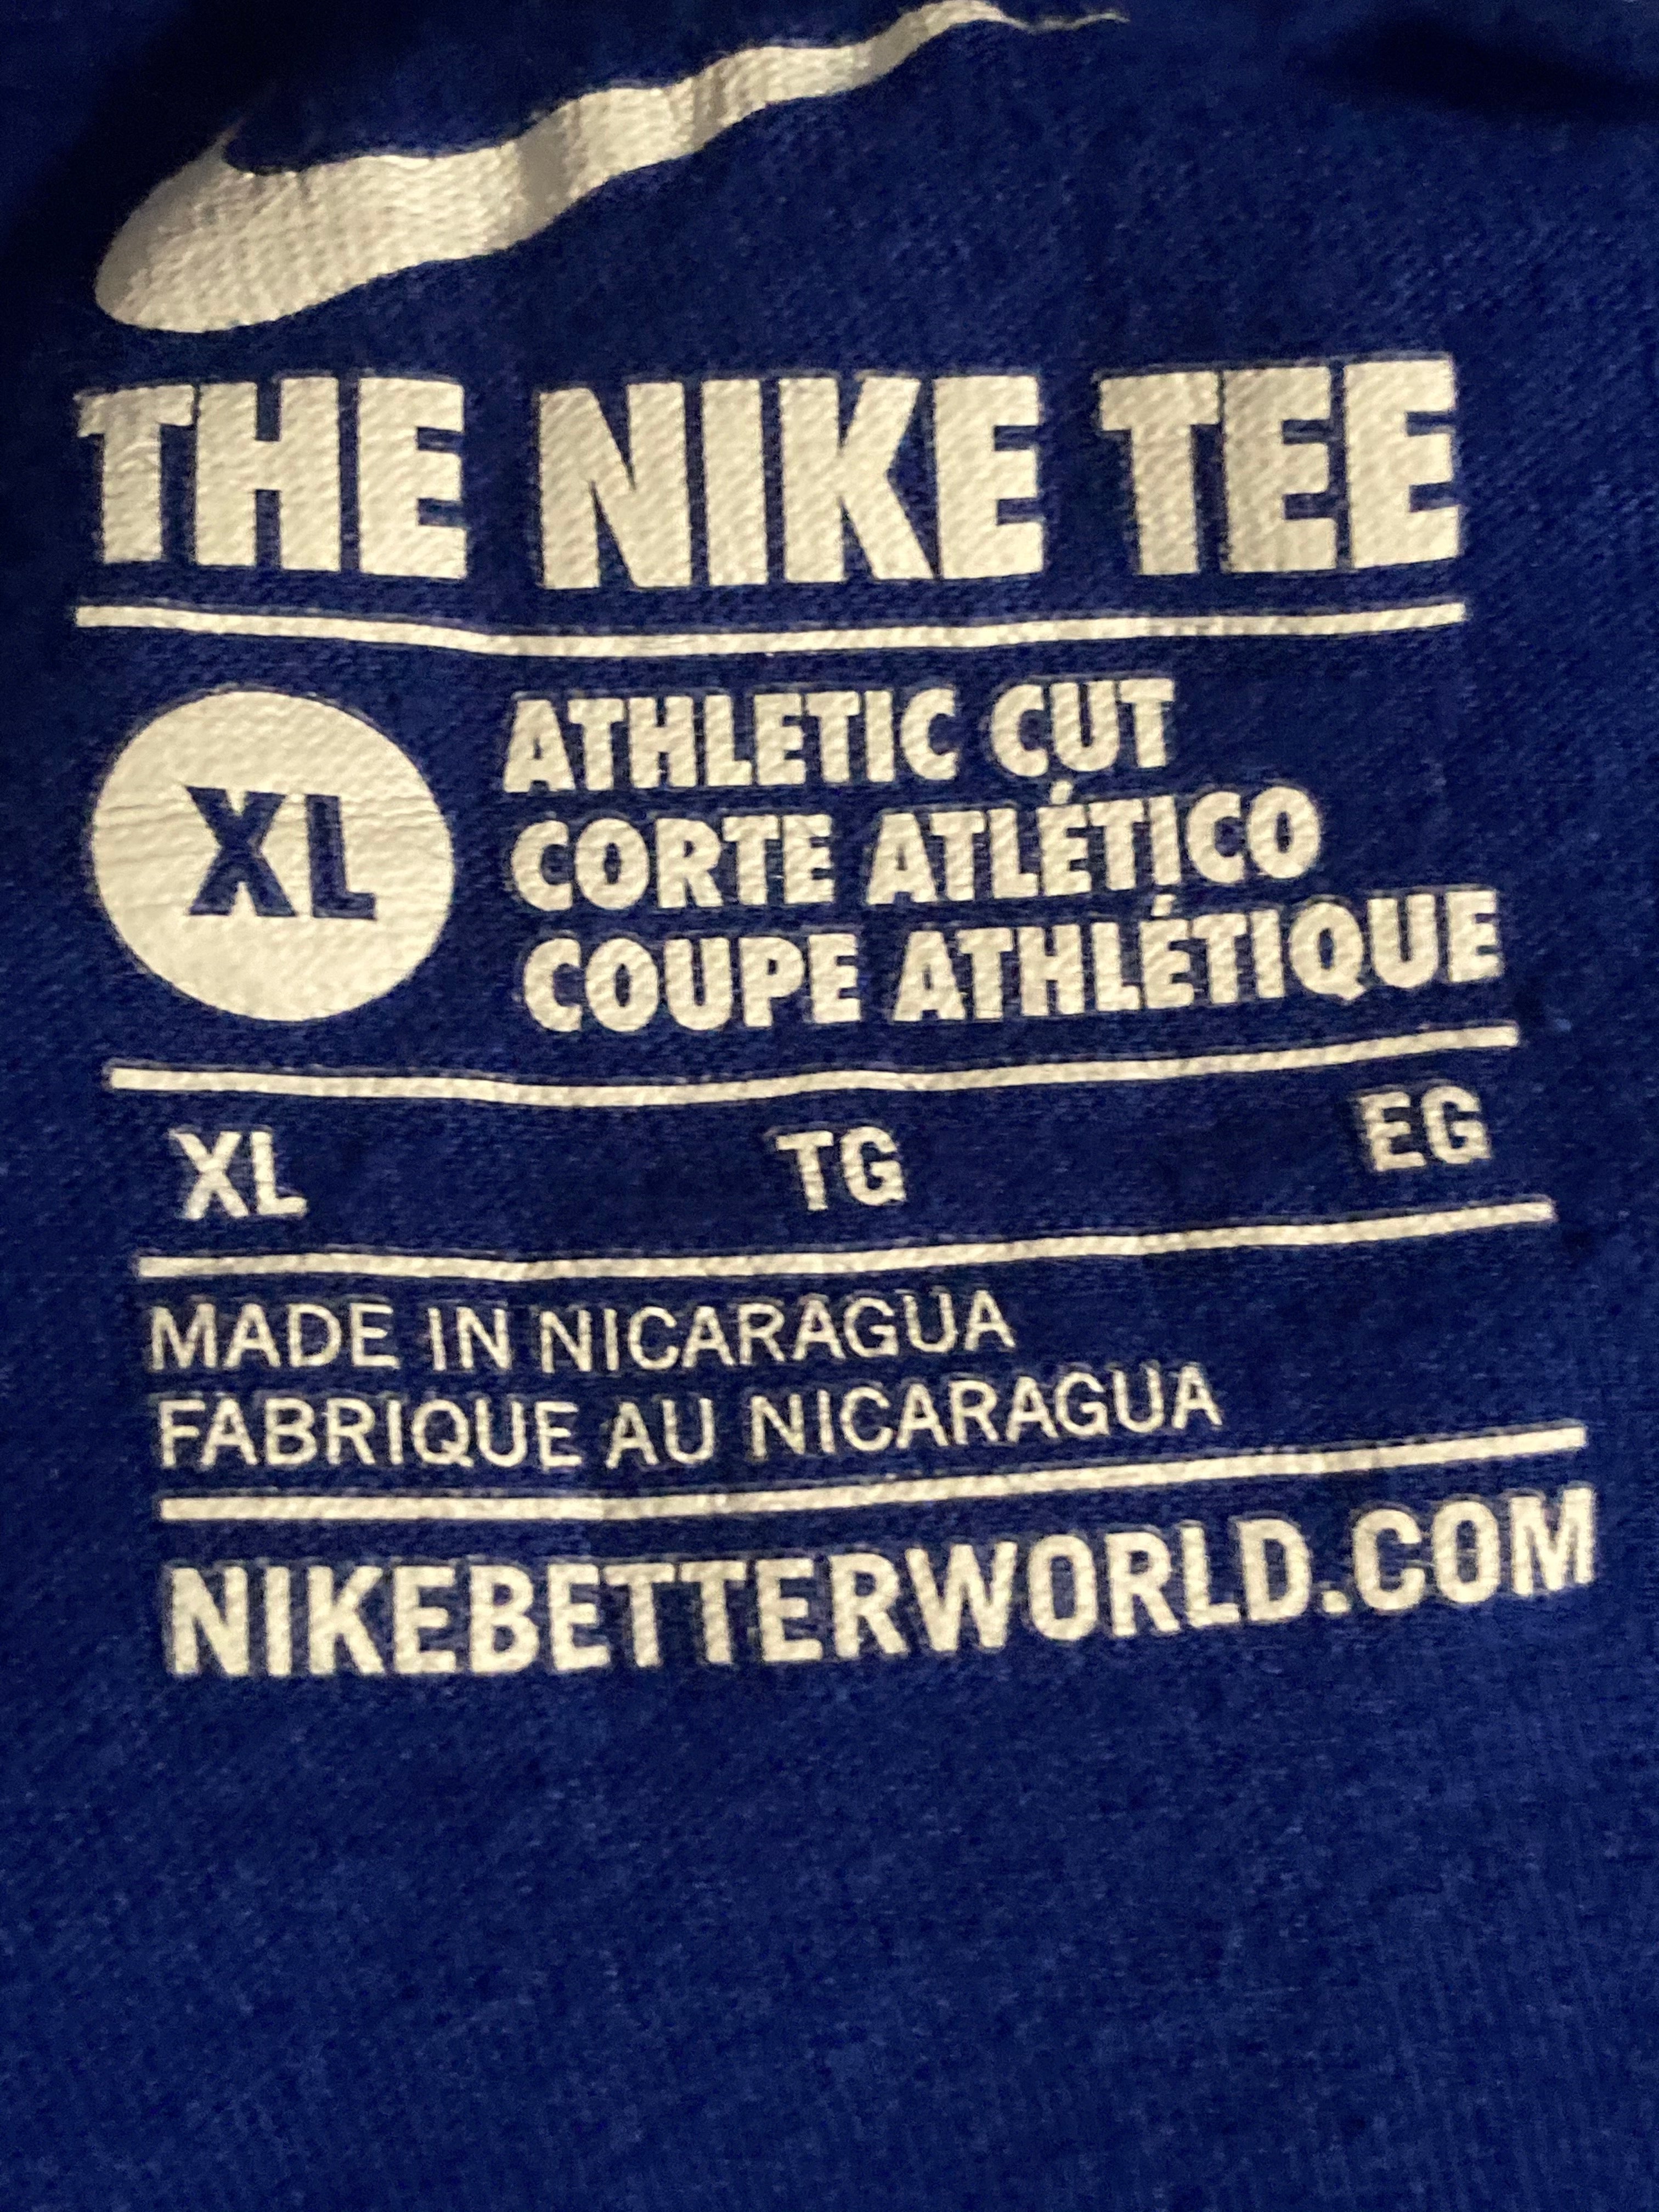 THE NIKE TEE
XL
ATHLETIC CUT
CORTE ATLÉTICO
COUPE ATHLÉTIQUE
XL TG EG
MADE IN NICARAGUA
FABRIQUE AU NICARAGUA
NIKEBETTERWORLD.COM